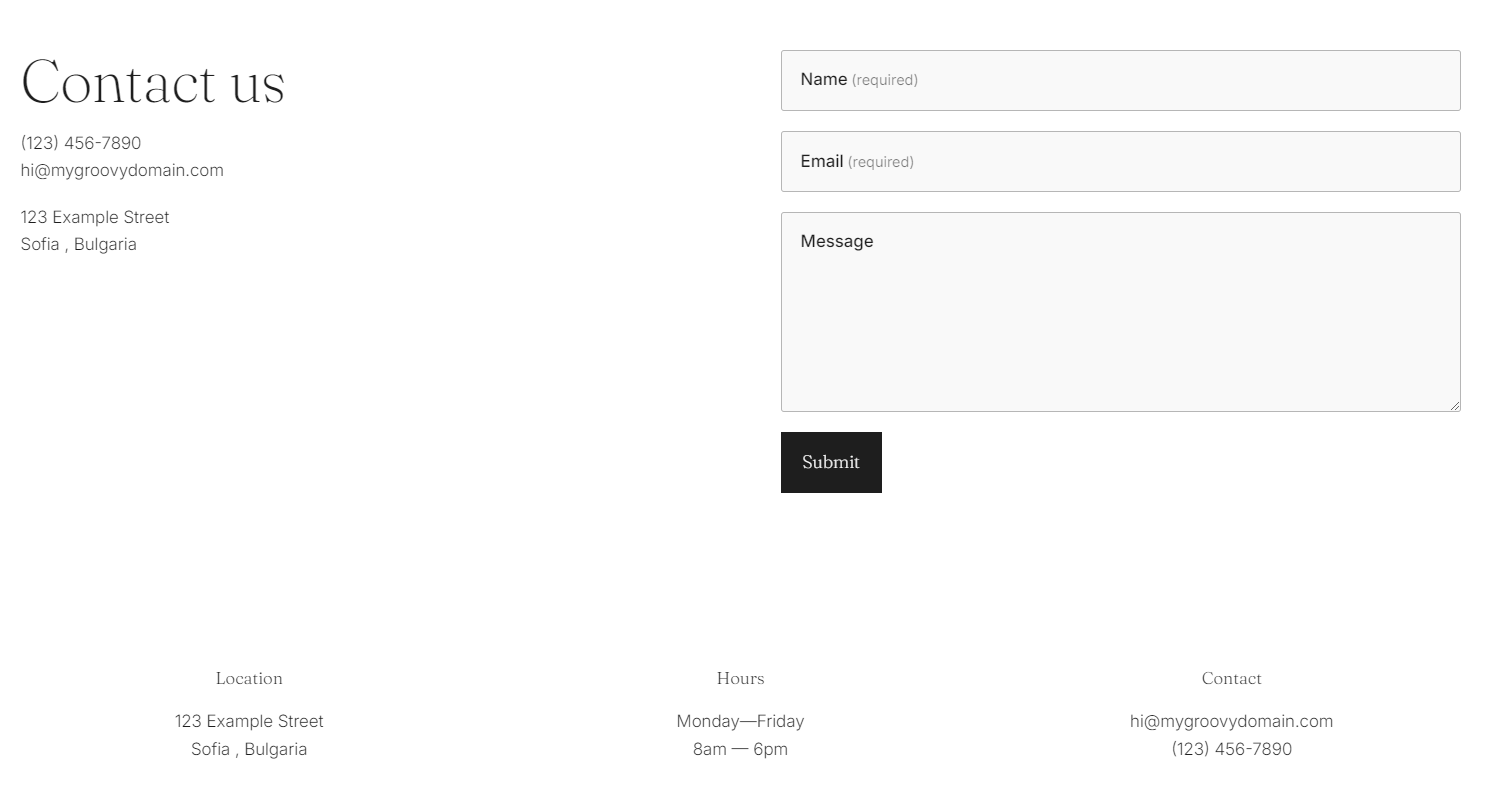 Contact us
(123) 456-7890
hi@mygroovydomain.com
123 Example Street
Sofia , Bulgaria
Name (required)
Email (required)
Message
Submit
Location
123 Example Street
Sofia , Bulgaria
Hours
Monday—Friday
8am — 6pm
Contact
hi@mygroovydomain.com
(123) 456-7890